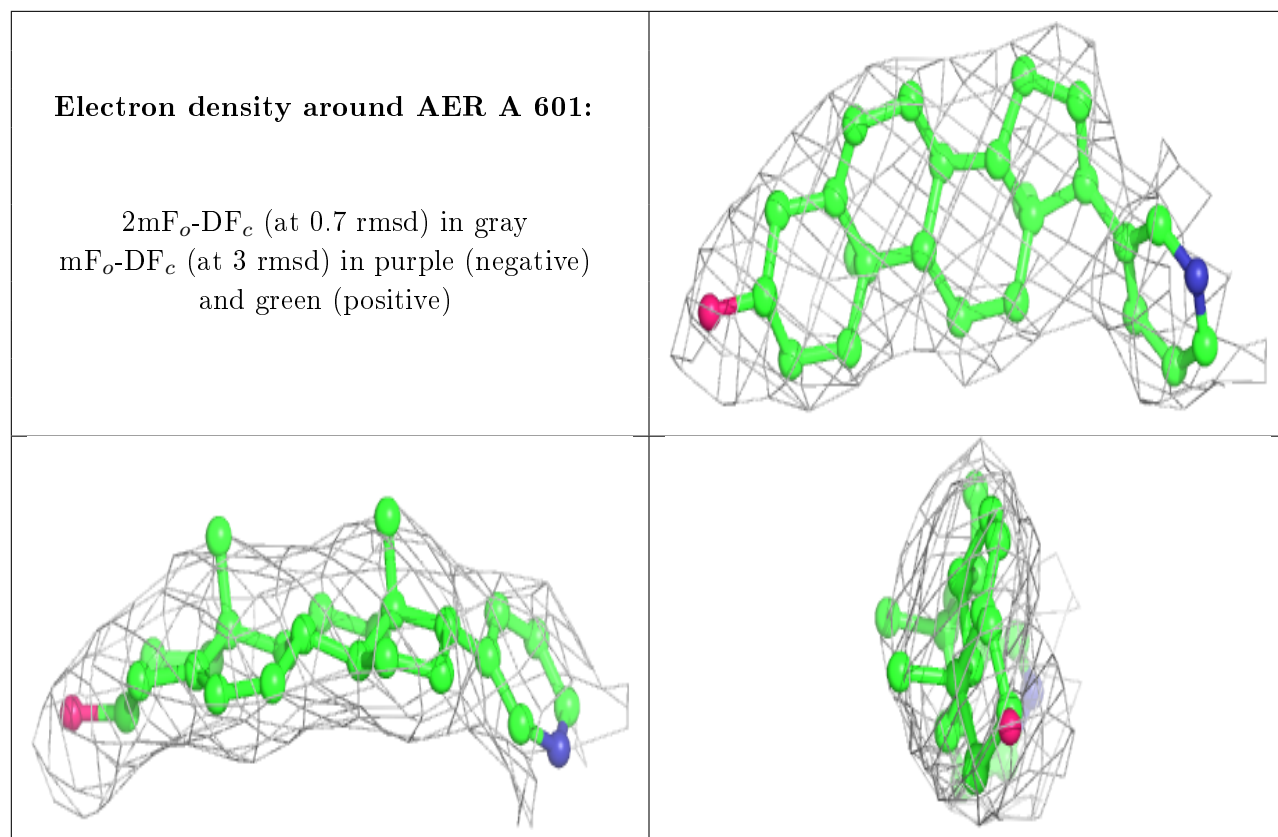 Electron density around AER A 601:
2mFo-DFc (at 0.7 rmsd) in gray
mFo-DFc (at 3 rmsd) in purple (negative)
and green (positive)